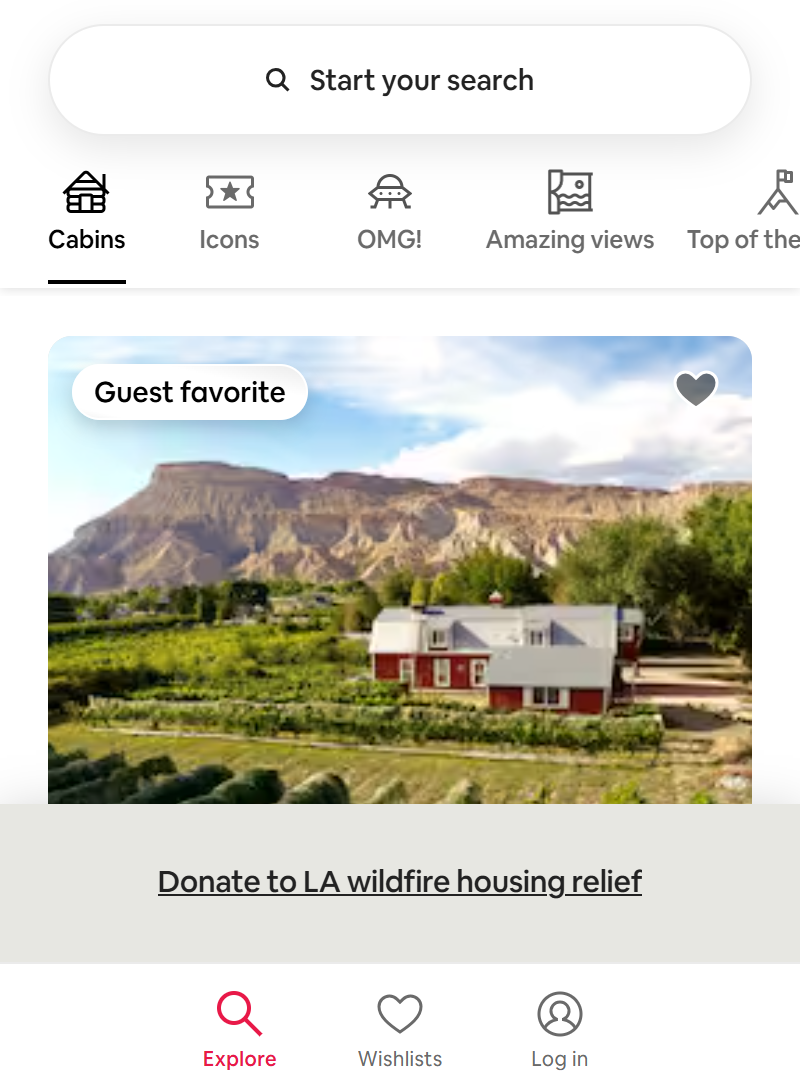 Start your search
Cabins
Icons
OMG!
Amazing views
Top of the
Guest favorite
Donate to LA wildfire housing relief
Explore
Wishlists
Log in